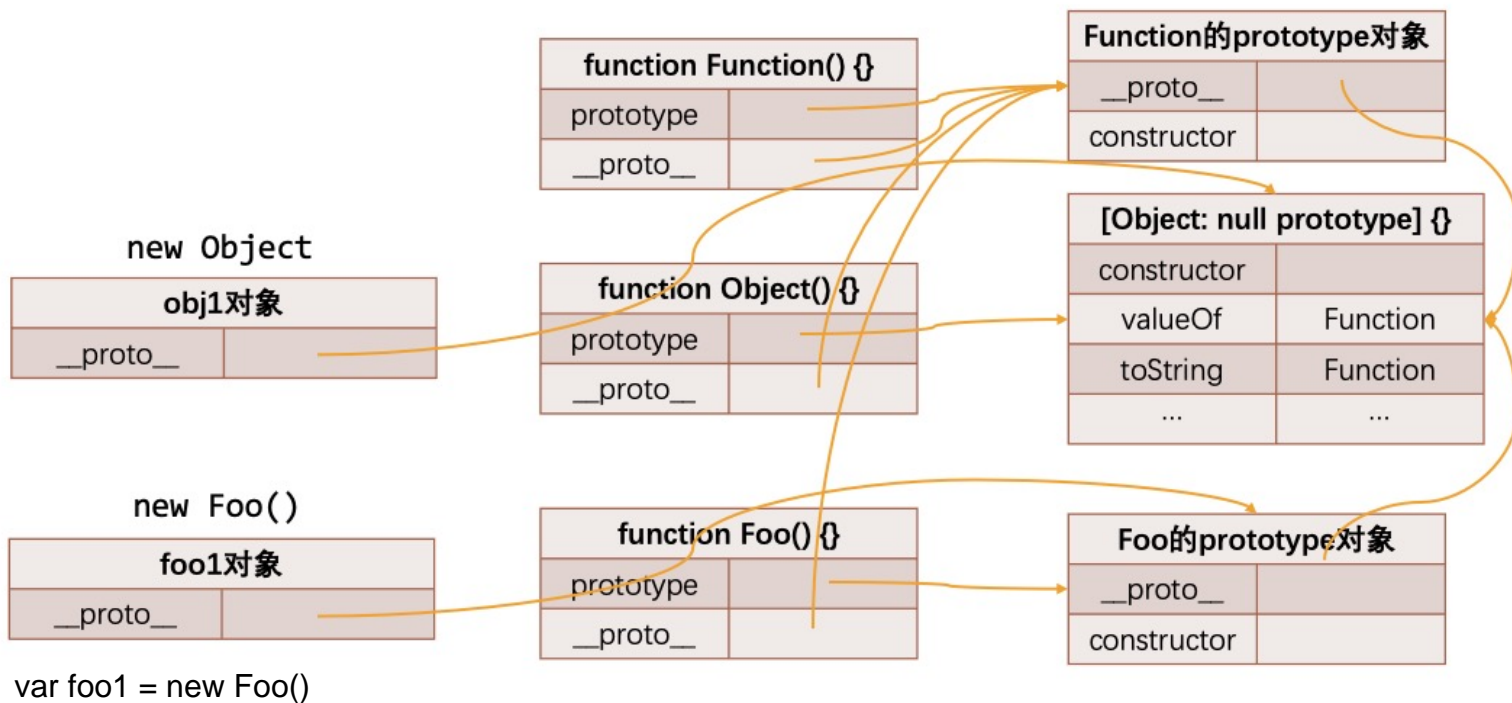 function Function() {}
prototype
__proto__
Function的prototype对象
__proto__
constructor
new Object
obj1对象
__proto__
function Object() {}
prototype
__proto__
[Object: null prototype] {}
constructor
valueOf Function
toString Function
... ...
new Foo()
foo1对象
__proto__
function Foo() {}
prototype
__proto__
Foo的prototype对象
__proto__
constructor
var foo1 = new Foo()